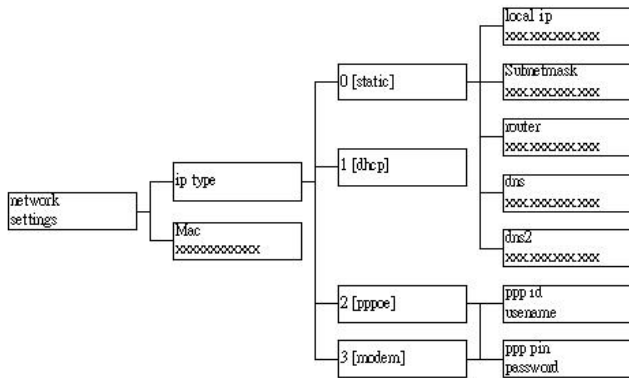 local ip
xxx.xxx.xxx.xxx
0 [static]
Subnetmask
xxx.xxx.xxx.xxx
router
xxx.xxx.xxx.xxx
1 [dhcp]
ip type
dns
xxx.xxx.xxx.xxx
network
settings
Mac
xxxxxxxxxxxx
dns2
xxx.xxx.xxx.xxx
2 [pppoe]
ppp id
usename
3 [modem]
ppp pin
password